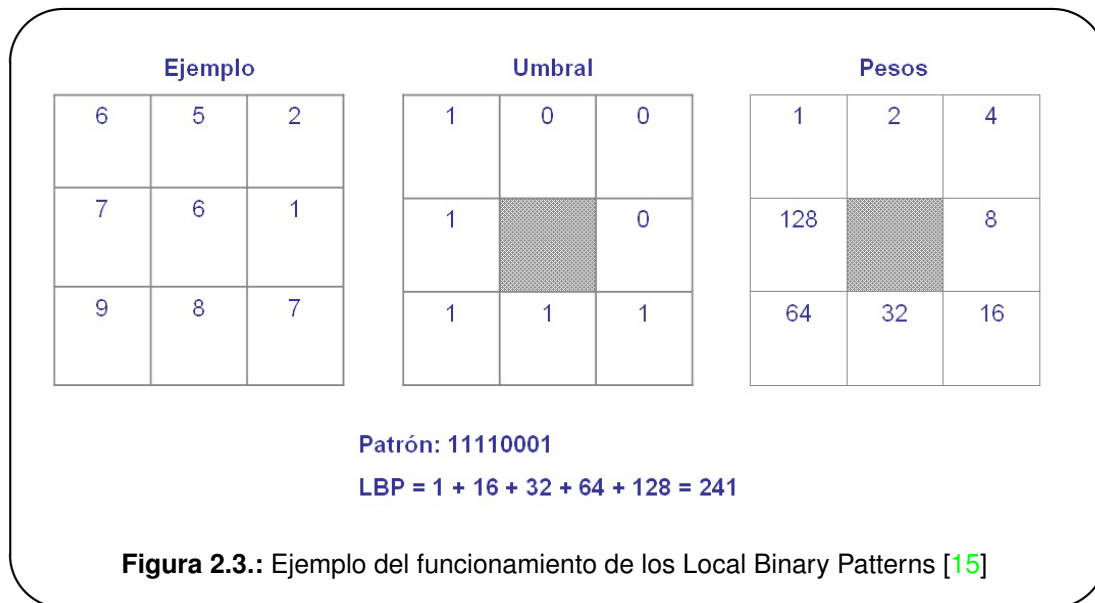 Ejemplo Umbral Pesos
6 5 2 1 0 0 1 2 4
7 6 1 1 0 128 8
9 8 7 1 1 1 64 32 16
Patrón: 11110001
LBP = 1 + 16 + 32 + 64 + 128 = 241
Figura 2.3.: Ejemplo del funcionamiento de los Local Binary Patterns [15]